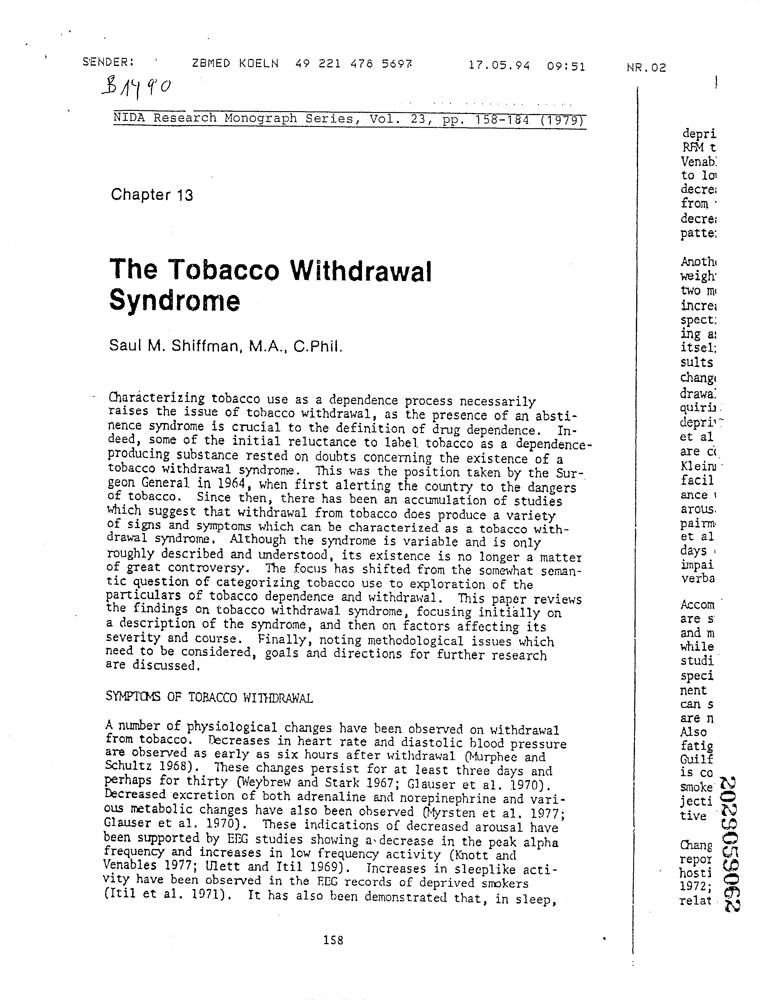 SENDER: ZBMED KOELN 49 221 478 5697 17.05.94 09:51 NR.02
B1490
NIDA Research Monograph Series, Vol. 23, pp. 158-184 (1979)
Chapter 13
The Tobacco Withdrawal
Syndrome
Saul M. Shiffman, M.A., C.Phil.
Characterizing tobacco use as a dependence process necessarily
raises the issue of tobacco withdrawal, as the presence of an absti-
nence syndrome is crucial to the definition of drug dependence. In-
deed, some of the initial reluctance to label tobacco as a dependence-
producing substance rested on doubts concerning the existence of a
tobacco withdrawal syndrome. This was the position taken by the Sur-
geon General in 1964, when first alerting the country to the dangers
of tobacco. Since then, there has been an accumulation of studies
which suggest that withdrawal from tobacco does produce a variety
of signs and symptoms which can be characterized as a tobacco with-
drawal syndrome. Although the syndrome is variable and is only
roughly described and understood, its existence is no longer a matter
of great controversy. The focus has shifted from the somewhat seman-
tic question of categorizing tobacco use to exploration of the
particulars of tobacco dependence and withdrawal. This paper reviews
the findings on tobacco withdrawal syndrome, focusing initially on
a description of the syndrome, and then on factors affecting its
severity and course. Finally, noting methodological issues which
need to be considered, goals and directions for further research
are discussed.
SYMPTOMS OF TOBACCO WITHDRAWAL
A number of physiological changes have been observed on withdrawal
from tobacco. Decreases in heart rate and diastolic blood pressure
are observed as early as six hours after withdrawal (Murphee and
Schultz 1968). These changes persist for at least three days and
perhaps for thirty (Weybrew and Stark 1967; Glauser et al. 1970).
Decreased excretion of both adrenaline and norepinephrine and vari-
ous metabolic changes have also been observed (Myrsten et al. 1977;
Glauser et al. 1970). These indications of decreased arousal have
been supported by EEG studies showing a decrease in the peak alpha
frequency and increases in low frequency activity (Knott and
Venables 1977; Ulett and Itil 1969). Increases in sleeplike acti-
vity have been observed in the EEG records of deprived smokers
(Itil et al. 1971). It has also been demonstrated that, in sleep,
158
depri
REM t
Venab
to lo
decre
from
decre
patte
Anoth
weigh
two m
incre
spect
ing a
itsel
sults
chang
drawa
quiri
depri
et al
are c
Klein
facil
ance
arous
pairm
et al
days
impai
verba
Accom
are s
and m
while
studi
speci
nent
can s
are n
Also
fatig
Guilf
is co
smoke
jecti
tive
Chang
repor
hosti
1972;
relat
2029059062